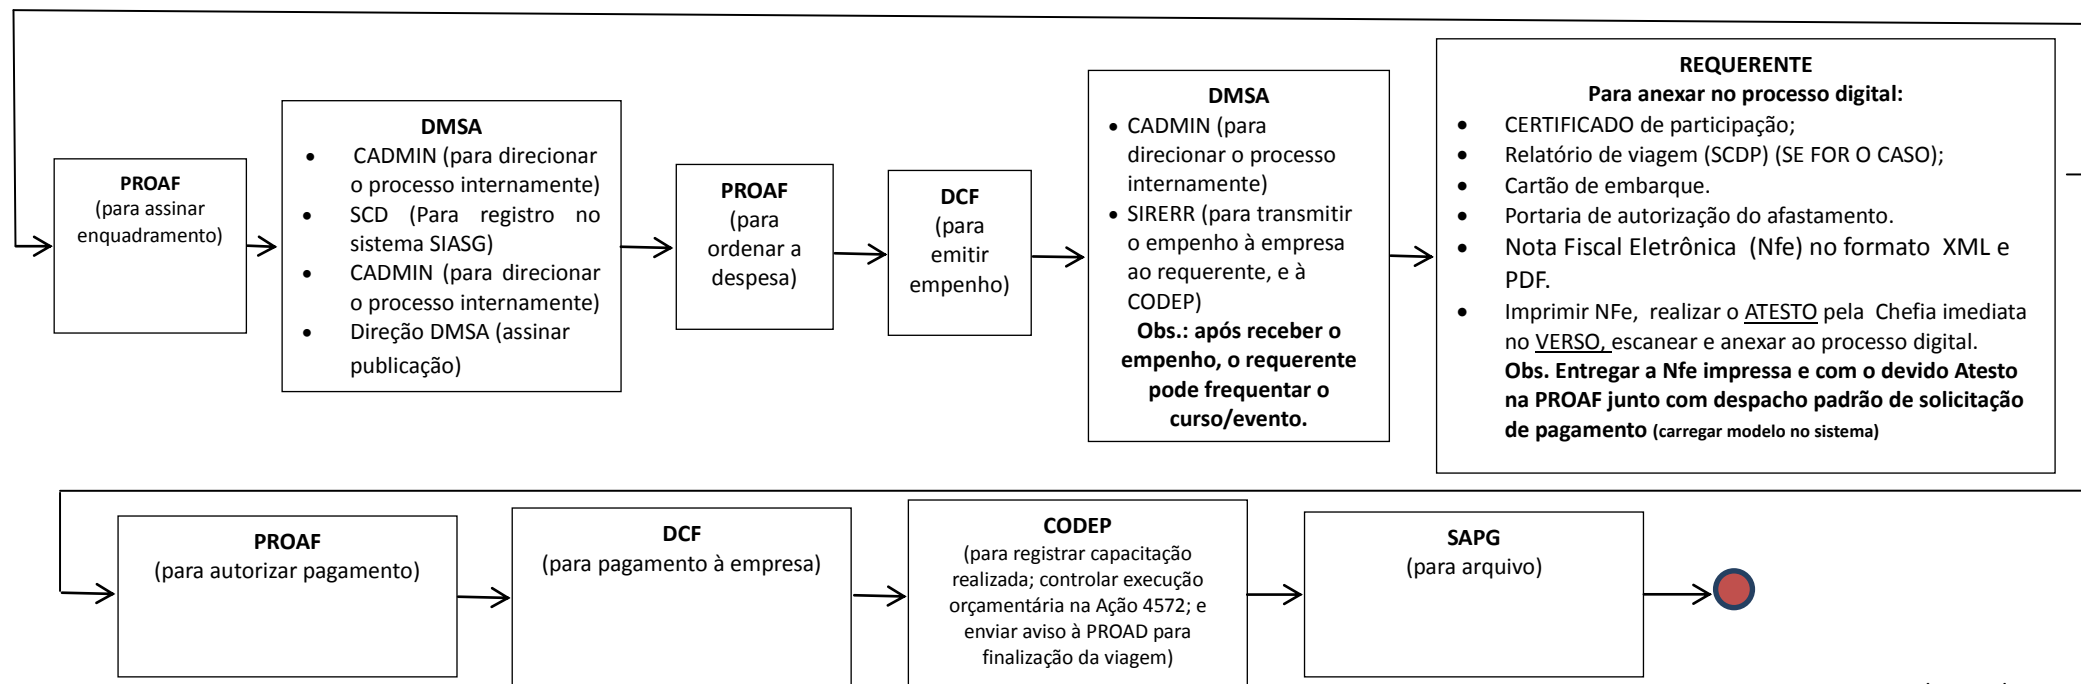 PROAF
(para assinar
enquadramento)
DMSA
• CADMIN (para direcionar
o processo internamente)
• SCD (Para registro no
sistema SIASG)
• CADMIN (para direcionar
o processo internamente)
• Direção DMSA (assinar
publicação)
PROAF
(para
ordenar a
despesa)
DCF
(para
emitir
empenho)
DMSA
• CADMIN (para
direcionar o processo
internamente)
• SIRERR (para transmitir
o empenho à empresa
ao requerente, e à
CODEP)
Obs.: após receber o
empenho, o requerente
pode frequentar o
curso/evento.
REQUERENTE
Para anexar no processo digital:
• CERTIFICADO de participação;
• Relatório de viagem (SCDP) (SE FOR O CASO);
• Cartão de embarque.
• Portaria de autorização do afastamento.
• Nota Fiscal Eletrônica (Nfe) no formato XML e
PDF.
• Imprimir NFe, realizar o ATESTO pela Chefia imediata
no VERSO, escanear e anexar ao processo digital.
Obs. Entregar a Nfe impressa e com o devido Atesto
na PROAF junto com despacho padrão de solicitação
de pagamento (carregar modelo no sistema)
PROAF
(para autorizar pagamento)
DCF
(para pagamento à empresa)
CODEP
(para registrar capacitação
realizada; controlar execução
orçamentária na Ação 4572; e
enviar aviso à PROAD para
finalização da viagem)
SAPG
(para arquivo)